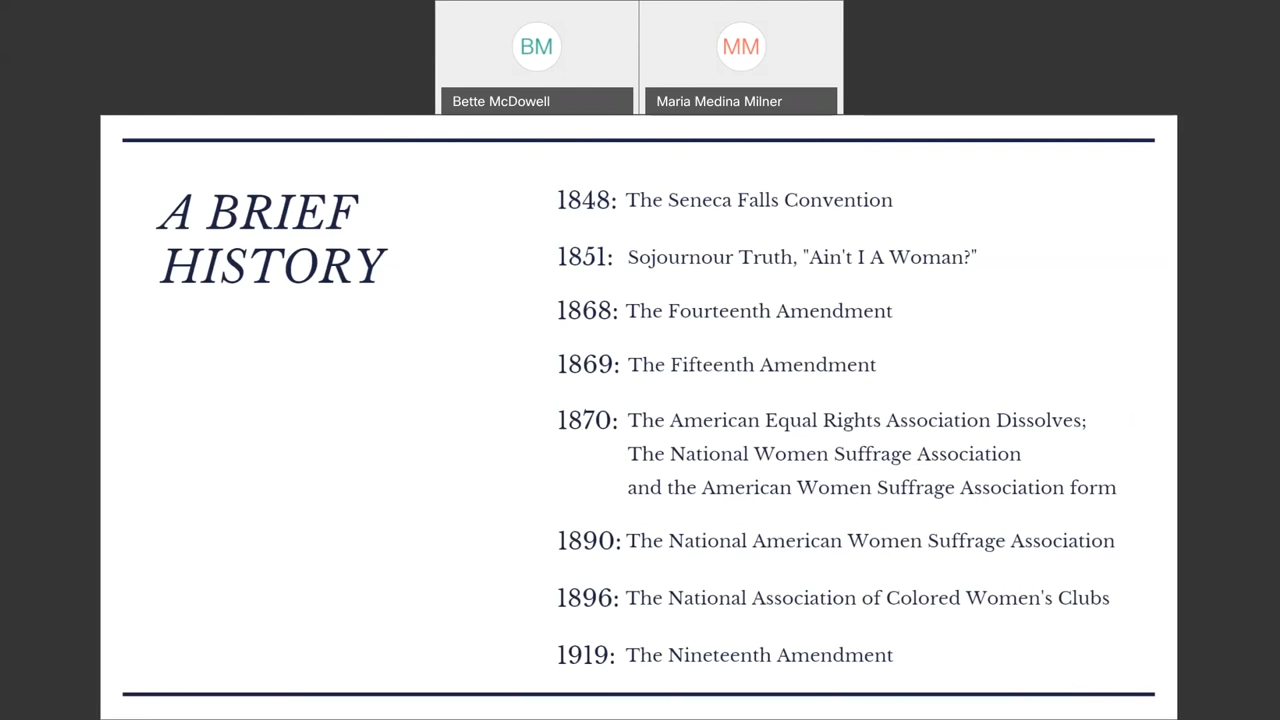 BM
MM
Bette McDowell
Maria Medina Milner
A BRIEF
HISTORY
1848: The Seneca Falls Convention
1851: Sojournour Truth, "Ain't I A Woman?"
1868: The Fourteenth Amendment
1869: The Fifteenth Amendment
1870: The American Equal Rights Association Dissolves;
The National Women Suffrage Association
and the American Women Suffrage Association form
1890: The National American Women Suffrage Association
1896: The National Association of Colored Women's Clubs
1919: The Nineteenth Amendment